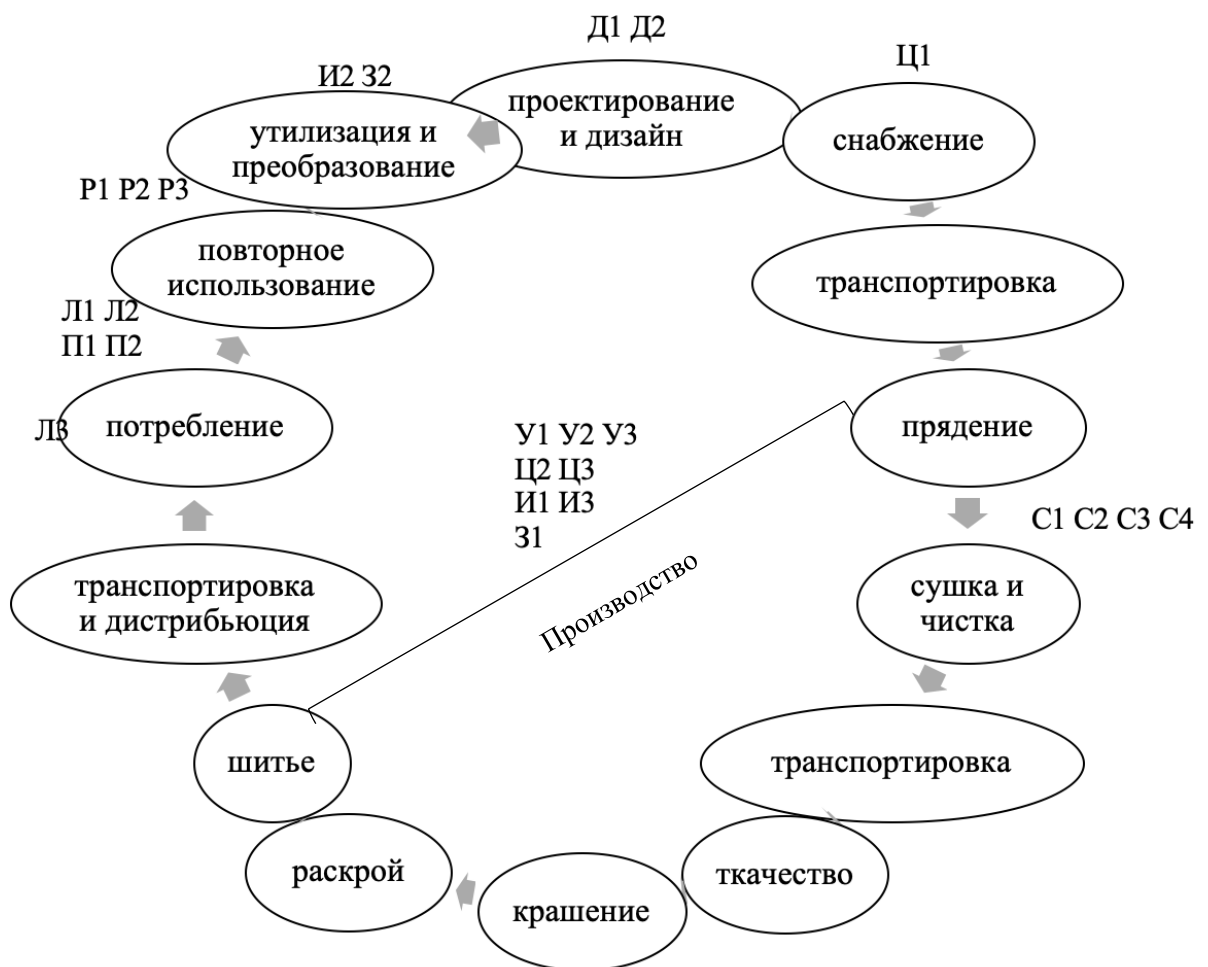 Д1 Д2
проектирование
и дизайн
Ц1
снабжение
И2 З2
утилизация и
преобразование
Р1 Р2 Р3
повторное
использование
транспортировка
Л1 Л2
П1 П2
прядение
Л3
потребление
У1 У2 У3
Ц2 Ц3
И1 И3
З1
Производство
С1 С2 С3 С4
сушка и
чистка
транспортировка
и дистрибьюция
шитье
транспортировка
раскрой
крашение
ткачество